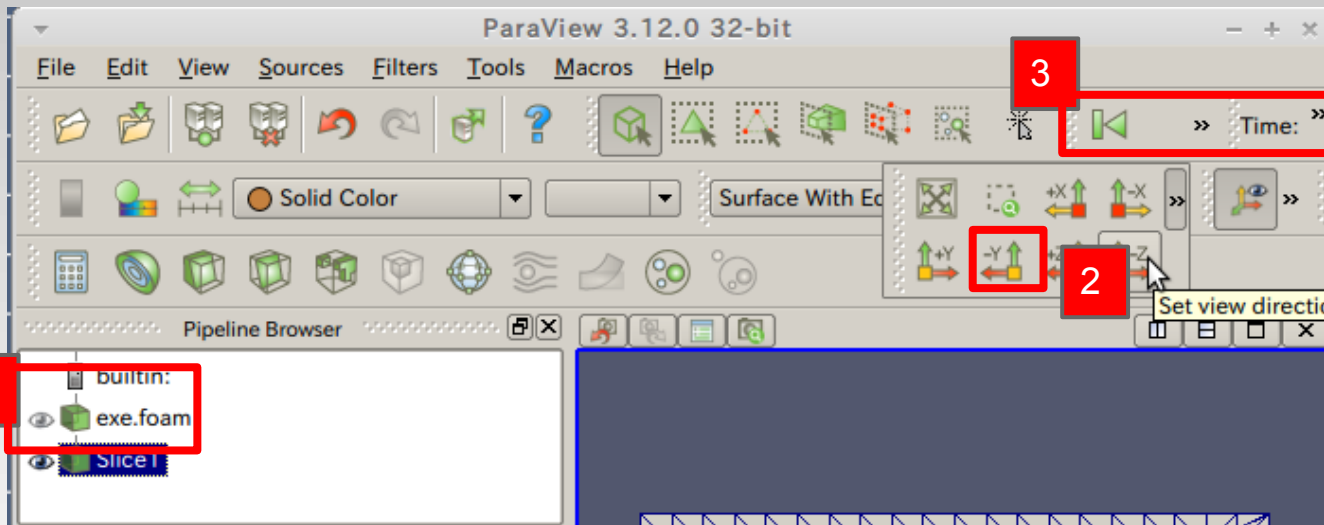 ParaView 3.12.0 32-bit
File Edit View Sources Filters Tools Macros Help
3
Time:
Solid Color
Surface With Ed
+X
-X
+Y
-Y
+Z
-Z
2
Set view directio
Pipeline Browser
builtin:
exe.foam
Slice1